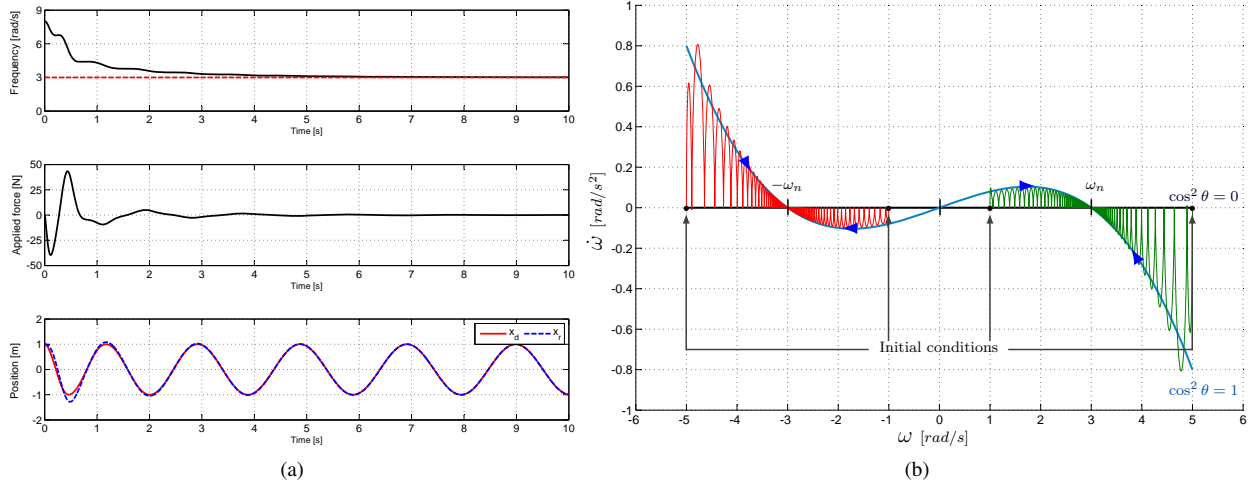 Frequency [rad/s]
9
6
3
0
0 1 2 3 4 5 6 7 8 9 10
Time [s]
Applied force [N]
50
25
0
-25
-50
0 1 2 3 4 5 6 7 8 9 10
Time [s]
Position [m]
2
1
0
-1
-2
x_d x_r
0 1 2 3 4 5 6 7 8 9 10
Time [s]
(a)
1
0.8
0.6
0.4
0.2
0
-0.2
-0.4
-0.6
-0.8
-1
ω̇ [rad/s²]
−ω_n
ω_n
cos² θ = 0
Initial conditions
cos² θ = 1
-6 -5 -4 -3 -2 -1 0 1 2 3 4 5 6
ω [rad/s]
(b)